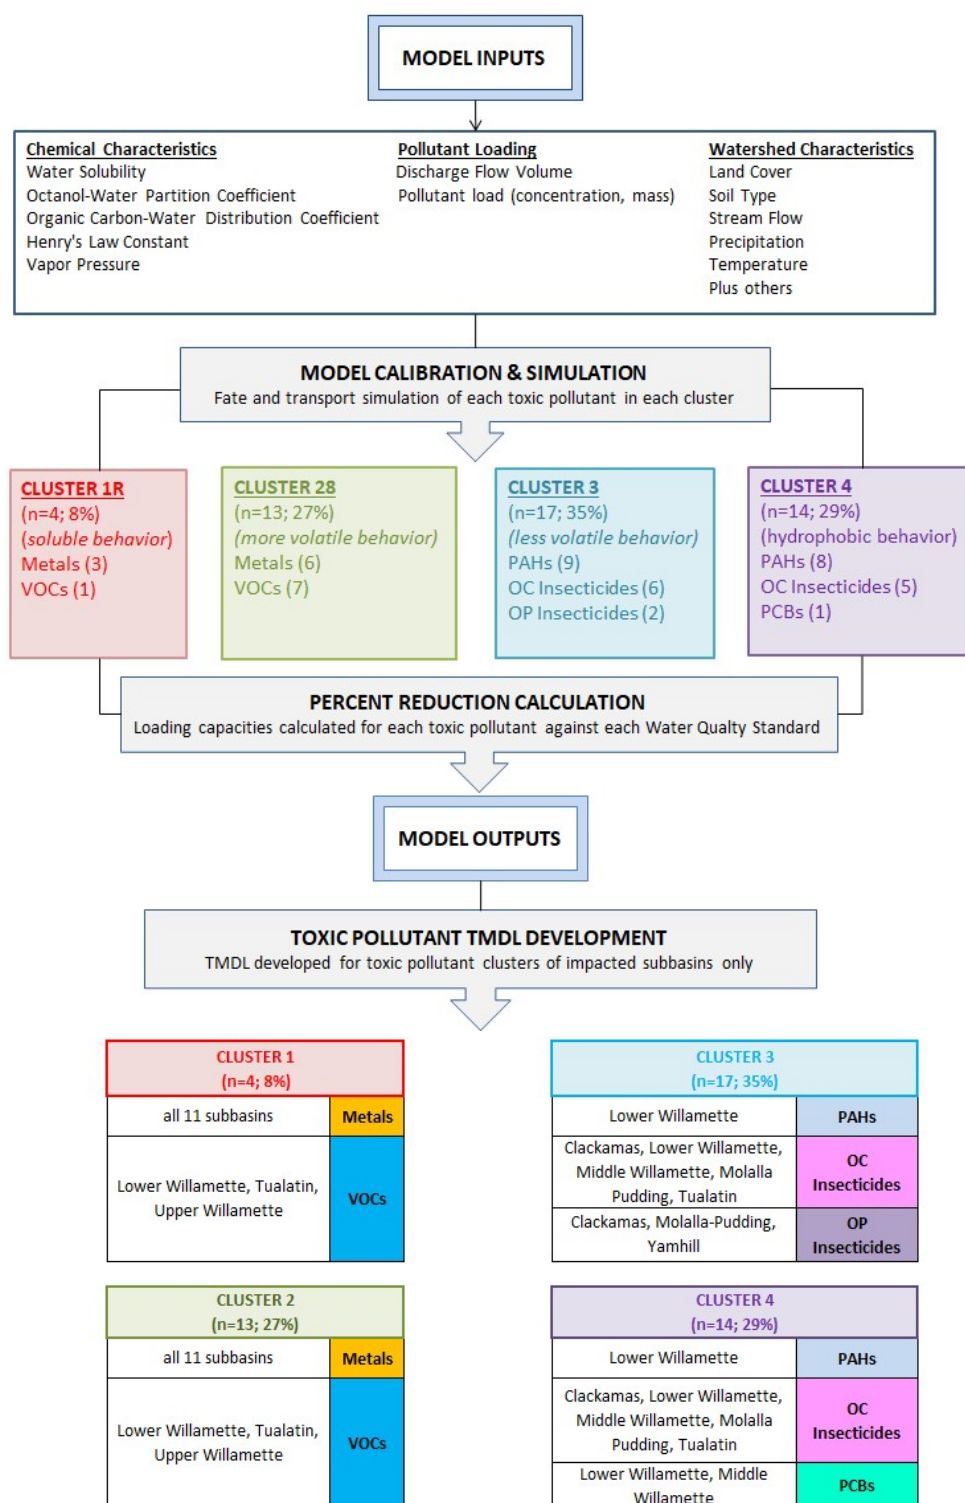 MODEL INPUTS
Chemical Characteristics
Water Solubility
Octanol-Water Partition Coefficient
Organic Carbon-Water Distribution Coefficient
Henry's Law Constant
Vapor Pressure
Pollutant Loading
Discharge Flow Volume
Pollutant load (concentration, mass)
Watershed Characteristics
Land Cover
Soil Type
Stream Flow
Precipitation
Temperature
Plus others
MODEL CALIBRATION & SIMULATION
Fate and transport simulation of each toxic pollutant in each cluster
CLUSTER 1R
(n=4; 8%)
(soluble behavior)
Metals (3)
VOCs (1)
CLUSTER 28
(n=13; 27%)
(more volatile behavior)
Metals (6)
VOCs (7)
CLUSTER 3
(n=17; 35%)
(less volatile behavior)
PAHs (9)
OC Insecticides (6)
OP Insecticides (2)
CLUSTER 4
(n=14; 29%)
(hydrophobic behavior)
PAHs (8)
OC Insecticides (5)
PCBs (1)
PERCENT REDUCTION CALCULATION
Loading capacities calculated for each toxic pollutant against each Water Qualty Standard
MODEL OUTPUTS
TOXIC POLLUTANT TMDL DEVELOPMENT
TMDL developed for toxic pollutant clusters of impacted subbasins only
CLUSTER 1
(n=4; 8%)
all 11 subbasins
Metals
Lower Willamette, Tualatin,
Upper Willamette
VOCs
CLUSTER 3
(n=17; 35%)
Lower Willamette
PAHs
Clackamas, Lower Willamette,
Middle Willamette, Molalla
Pudding, Tualatin
OC
Insecticides
Clackamas, Molalla-Pudding,
Yamhill
OP
Insecticides
CLUSTER 2
(n=13; 27%)
all 11 subbasins
Metals
Lower Willamette, Tualatin,
Upper Willamette
VOCs
CLUSTER 4
(n=14; 29%)
Lower Willamette
PAHs
Clackamas, Lower Willamette,
Middle Willamette, Molalla
Pudding, Tualatin
OC
Insecticides
Lower Willamette, Middle
Willamette
PCBs